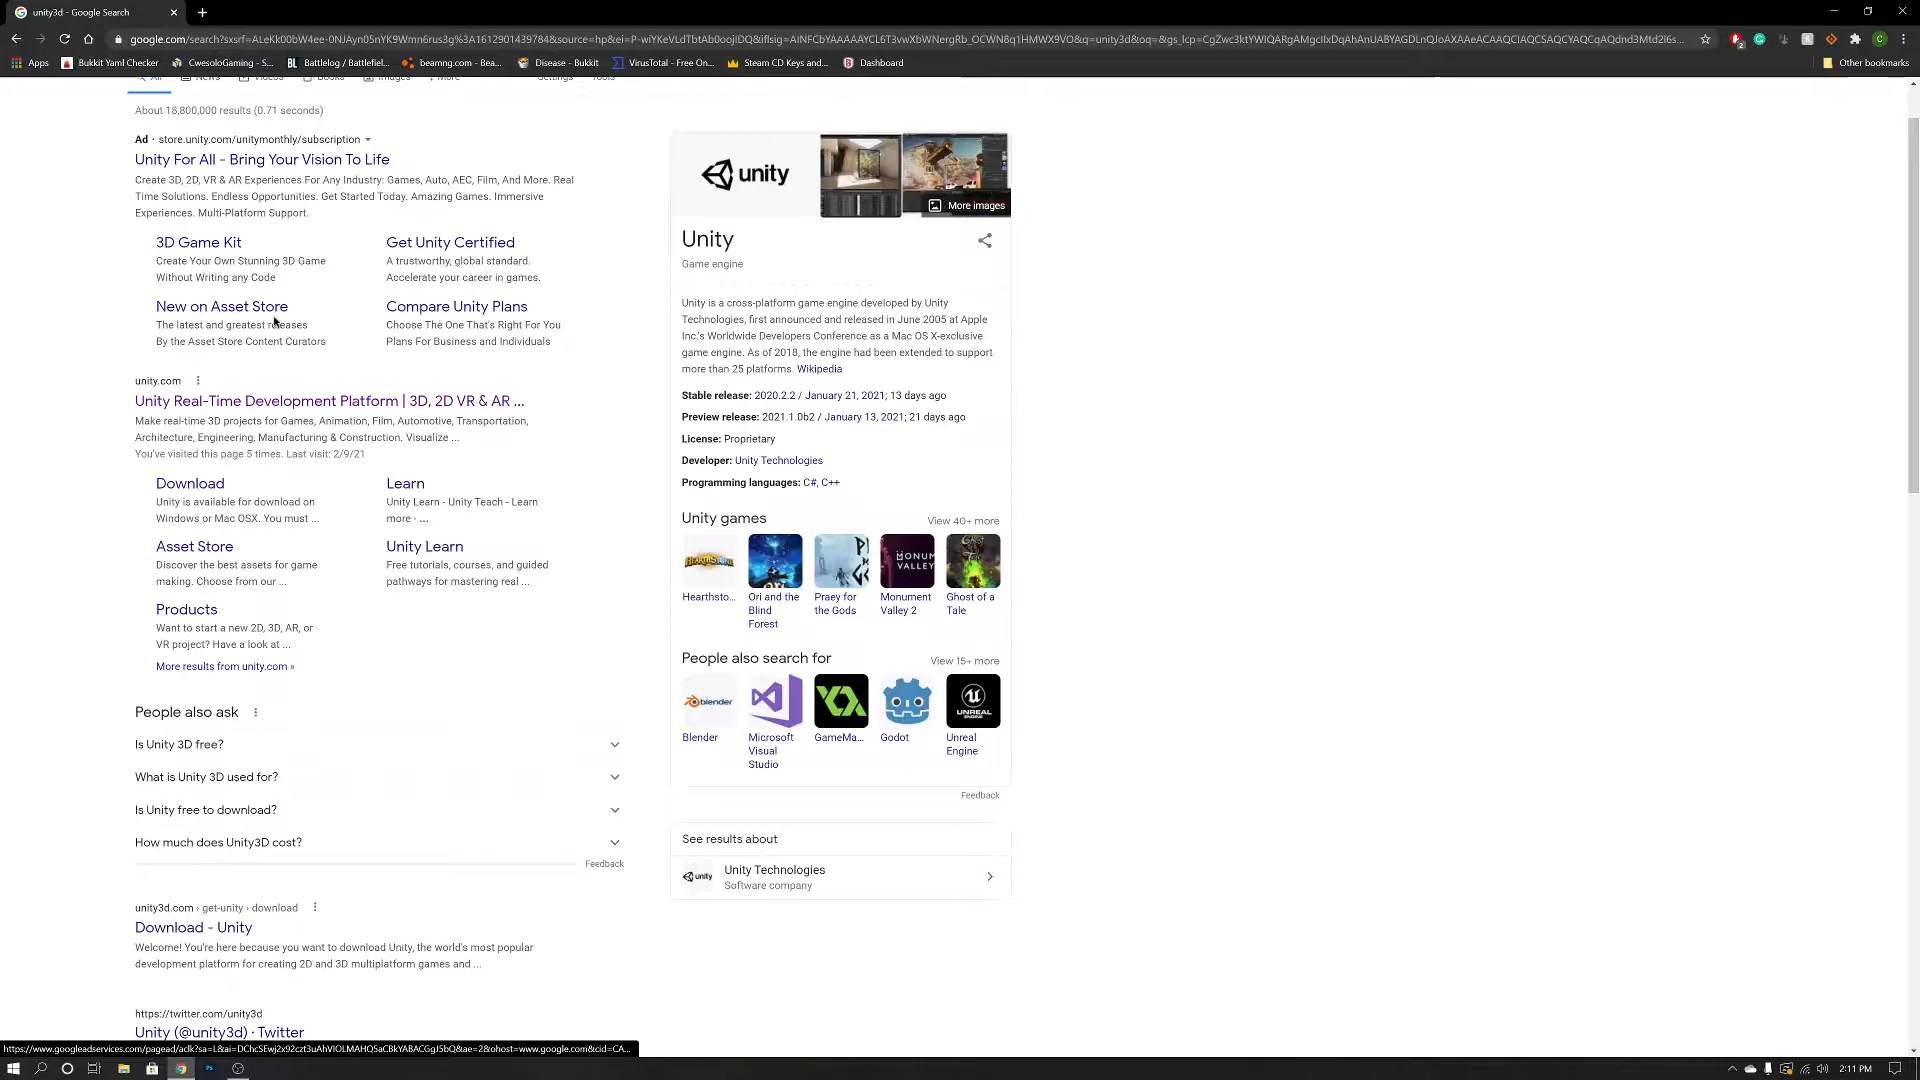 unity3d - Google Search
google.com/search?sxsrf=ALeKk00bW4ee-0NJAyn05nYK9Wmn6rus3g%3A1612901439784&source=hp&ei=
Apps
Bukkit Yaml Checker
CwesoloGaming - S...
Battlelog / Battlefiel...
beamng.com - Bea...
Disease - Bukkit
VirusTotal - Free On...
Steam CD Keys and...
Dashboard
Other bookmarks
All News Videos Books Images More Settings Tools
About 18,800,000 results (0.71 seconds)
Ad · store.unity.com/unitymonthly/subscription
Unity For All - Bring Your Vision To Life
Create 3D, 2D, VR & AR Experiences For Any Industry: Games, Auto, AEC, Film, And More. Real
Time Solutions. Endless Opportunities. Get Started Today. Amazing Games. Immersive
Experiences. Multi-Platform Support.
3D Game Kit
Create Your Own Stunning 3D Game
Without Writing any Code
Get Unity Certified
A trustworthy, global standard.
Accelerate your career in games.
New on Asset Store
The latest and greatest releases
By the Asset Store Content Curators
Compare Unity Plans
Choose The One That's Right For You
Plans For Business and Individuals
unity.com
Unity Real-Time Development Platform | 3D, 2D VR & AR ...
Make real-time 3D projects for Games, Animation, Film, Automotive, Transportation,
Architecture, Engineering, Manufacturing & Construction. Visualize ...
You've visited this page 5 times. Last visit: 2/9/21
Download
Unity is available for download on
Windows or Mac OSX. You must ...
Learn
Unity Learn - Unity Teach - Learn
more · ...
Asset Store
Discover the best assets for game
making. Choose from our ...
Unity Learn
Free tutorials, courses, and guided
pathways for mastering real ...
Products
Want to start a new 2D, 3D, AR, or
VR project? Have a look at ...
More results from unity.com »
People also ask
Is Unity 3D free?
What is Unity 3D used for?
Is Unity free to download?
How much does Unity3D cost?
Feedback
unity3d.com › get-unity › download
Download - Unity
Welcome! You're here because you want to download Unity, the world's most popular
development platform for creating 2D and 3D multiplatform games and ...
https://twitter.com/unity3d
Unity (@unity3d) · Twitter
unity
More images
Unity
Game engine
Unity is a cross-platform game engine developed by Unity
Technologies, first announced and released in June 2005 at Apple
Inc.'s Worldwide Developers Conference as a Mac OS X-exclusive
game engine. As of 2018, the engine had been extended to support
more than 25 platforms. Wikipedia
Stable release: 2020.2.2 / January 21, 2021; 13 days ago
Preview release: 2021.1.0b2 / January 13, 2021; 21 days ago
License: Proprietary
Developer: Unity Technologies
Programming languages: C#, C++
Unity games
View 40+ more
Hearthsto...
Ori and the
Blind
Forest
Praey for
the Gods
Monument
Valley 2
Ghost of a
Tale
People also search for
View 15+ more
blender
UNREAL
ENGINE
Blender
Microsoft
Visual
Studio
GameMa...
Godot
Unreal
Engine
Feedback
See results about
unity
Unity Technologies
Software company
2:11 PM